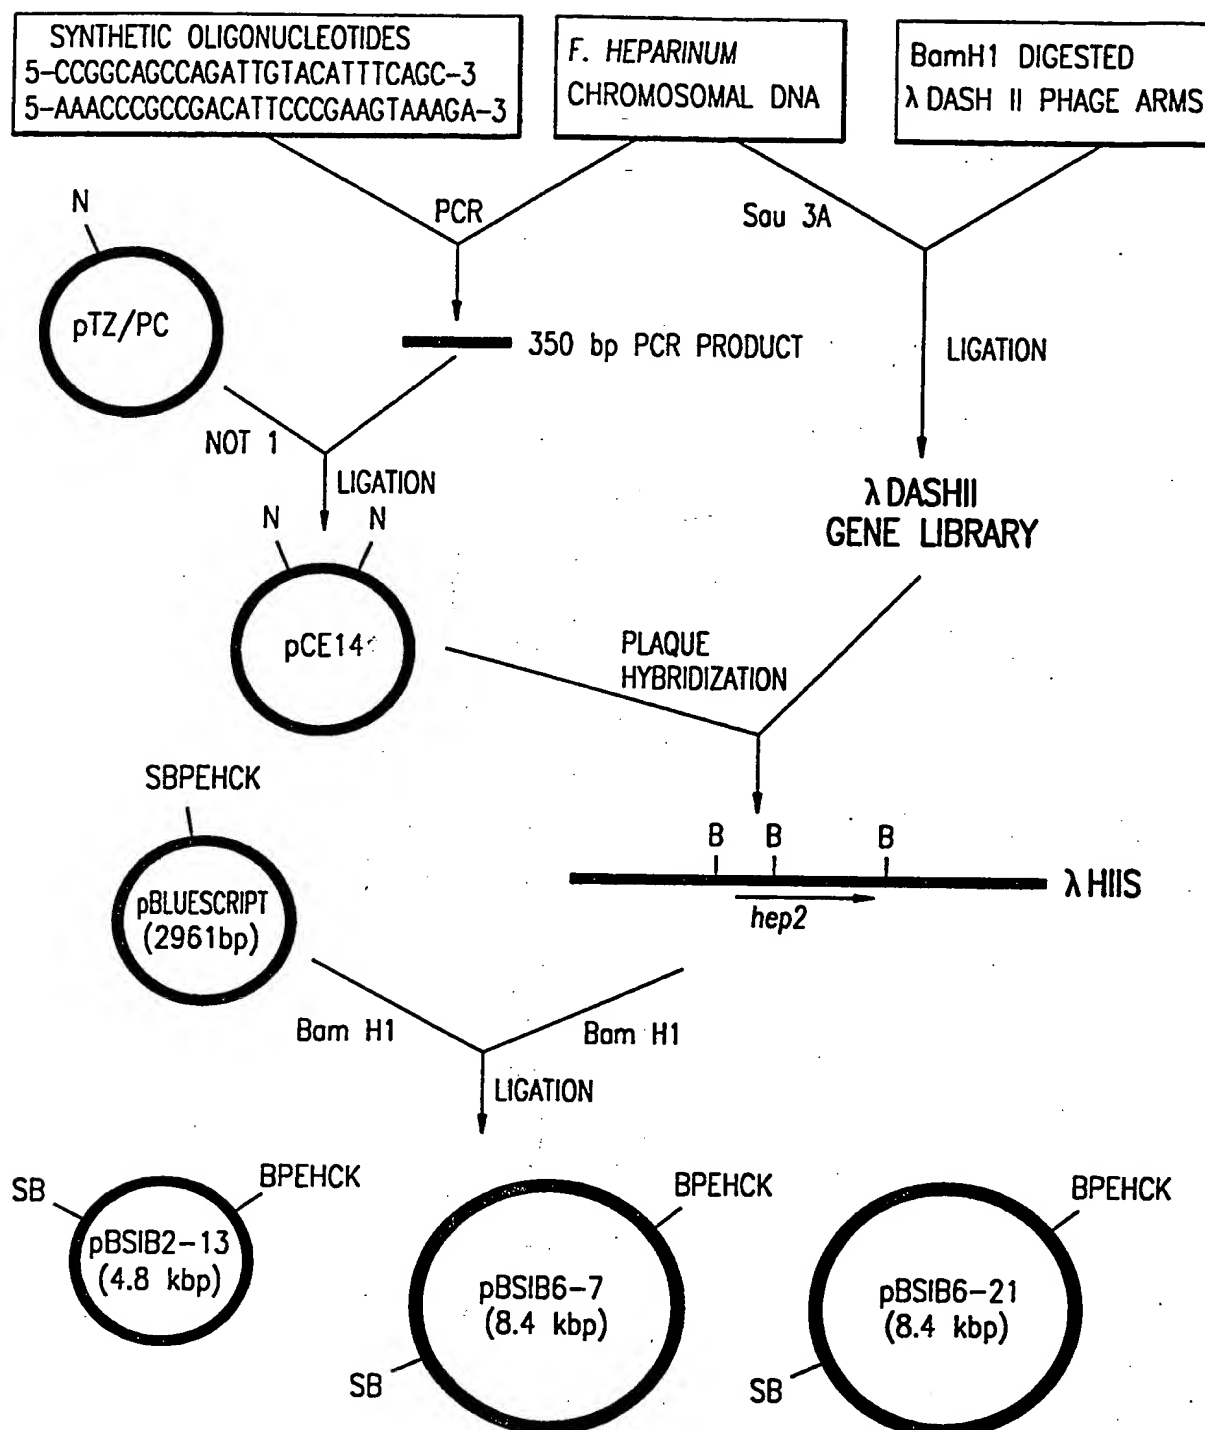 SYNTHETIC OLIGONUCLEOTIDES
5-CCGGCAGCCAGATTGTACATTTCAGC-3
5-AAACCCGCCGACATTCCCGAAGTAAAGA-3
F. HEPARINUM
CHROMOSOMAL DNA
BamH1 DIGESTED
λ DASH II PHAGE ARMS
N
PCR
Sau 3A
pTZ/PC
350 bp PCR PRODUCT
LIGATION
NOT 1
LIGATION
λ DASHII
GENE LIBRARY
N N
pCE14
PLAQUE
HYBRIDIZATION
SBPEHCK
B B B
pBLUESCRIPT
(2961bp)
λ HIIS
hep2
Bam H1
Bam H1
LIGATION
SB
BPEHCK
pBSIB2-13
(4.8 kbp)
BPEHCK
pBSIB6-7
(8.4 kbp)
SB
BPEHCK
pBSIB6-21
(8.4 kbp)
SB